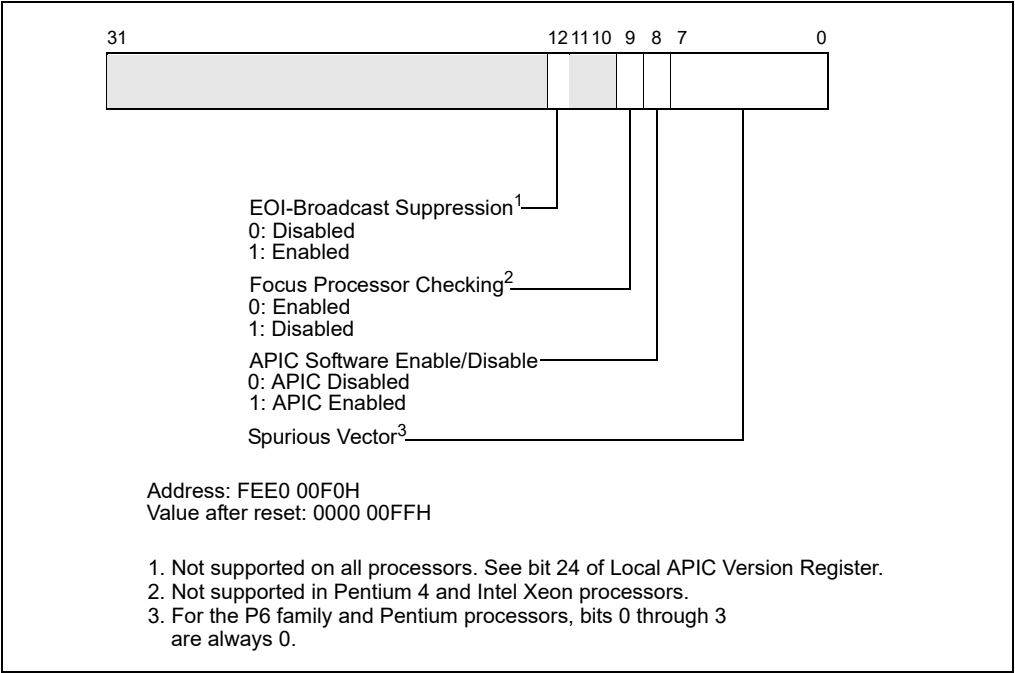 31 12 11 10 9 8 7 0
EOI-Broadcast Suppression1
0: Disabled
1: Enabled
Focus Processor Checking2
0: Enabled
1: Disabled
APIC Software Enable/Disable
0: APIC Disabled
1: APIC Enabled
Spurious Vector3
Address: FEE0 00F0H
Value after reset: 0000 00FFH
1. Not supported on all processors. See bit 24 of Local APIC Version Register.
2. Not supported in Pentium 4 and Intel Xeon processors.
3. For the P6 family and Pentium processors, bits 0 through 3
are always 0.